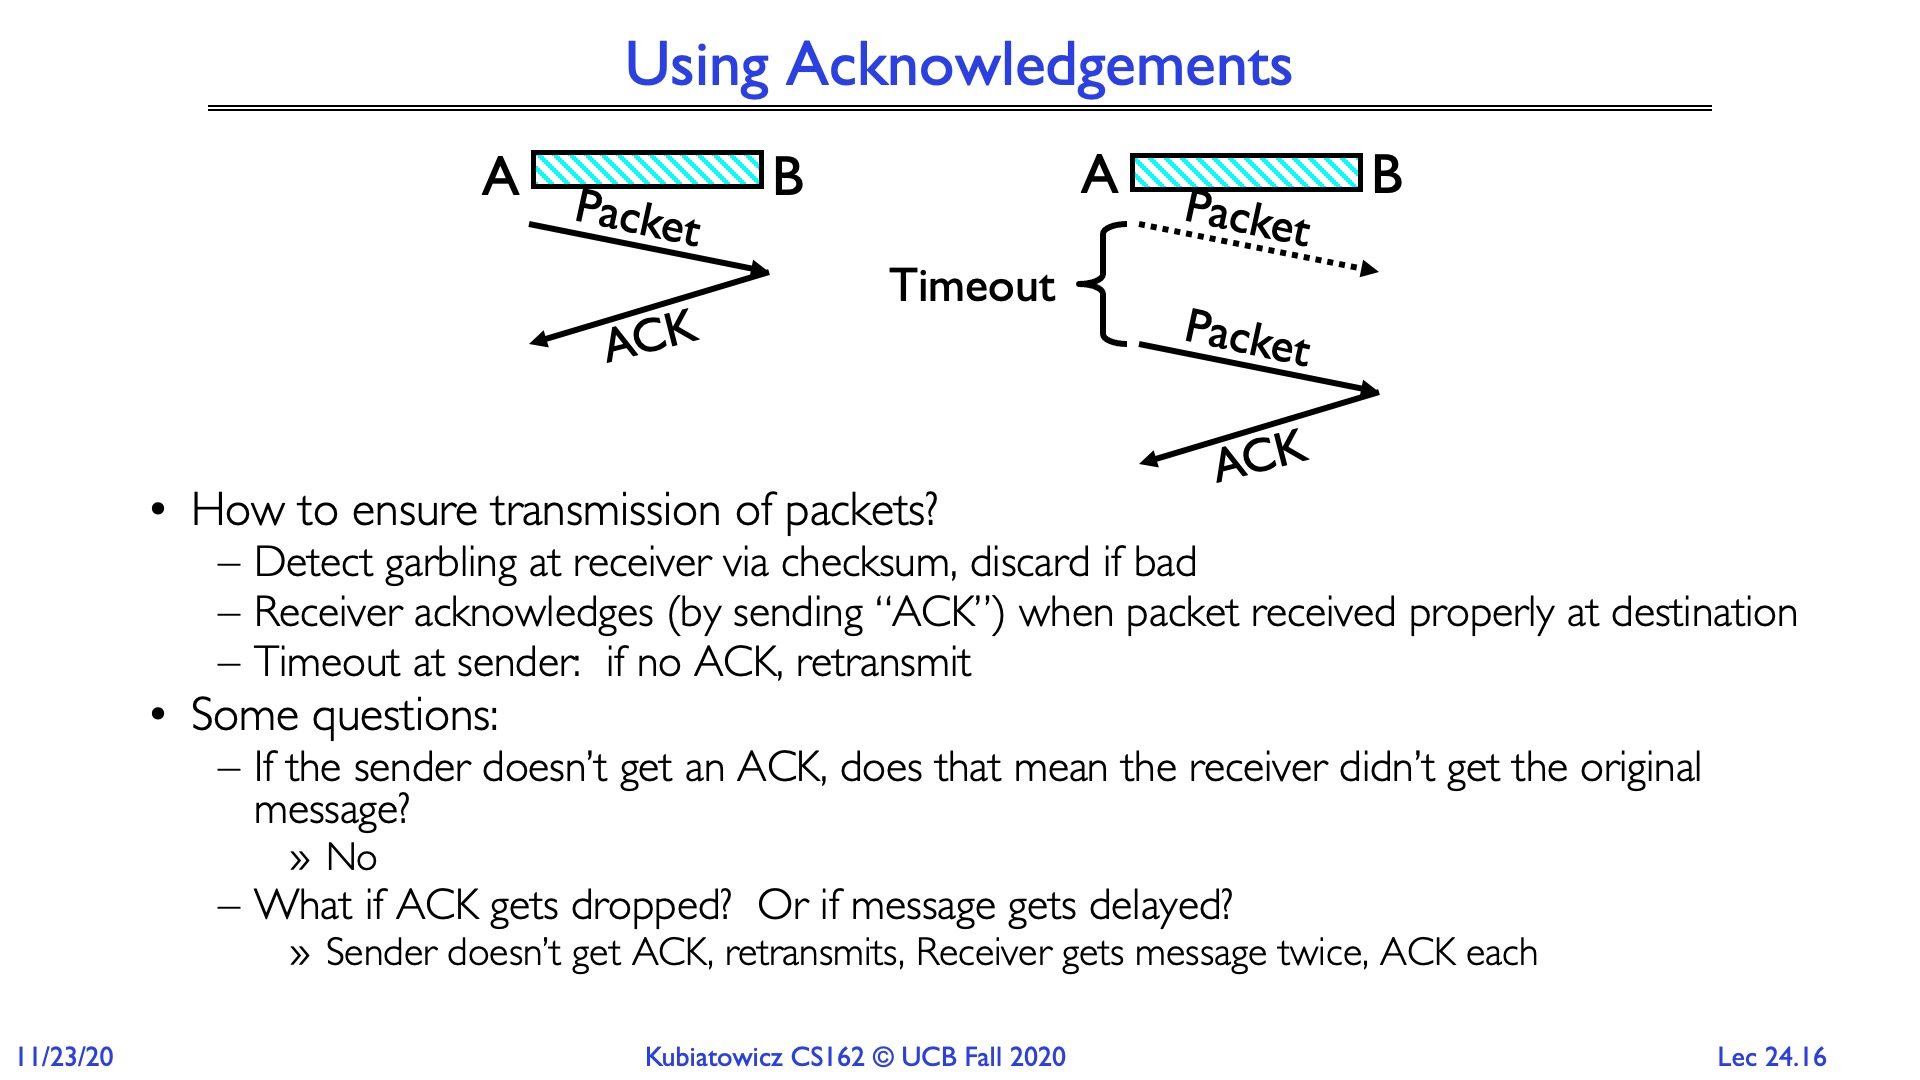 Using Acknowledgements
A
B
Packet
ACK
A
B
Packet
Timeout
Packet
ACK
• How to ensure transmission of packets?
– Detect garbling at receiver via checksum, discard if bad
– Receiver acknowledges (by sending “ACK”) when packet received properly at destination
– Timeout at sender:  if no ACK, retransmit
• Some questions:
– If the sender doesn’t get an ACK, does that mean the receiver didn’t get the original
message?
» No
– What if ACK gets dropped?  Or if message gets delayed?
» Sender doesn’t get ACK, retransmits, Receiver gets message twice, ACK each
11/23/20
Kubiatowicz CS162 © UCB Fall 2020
Lec 24.16